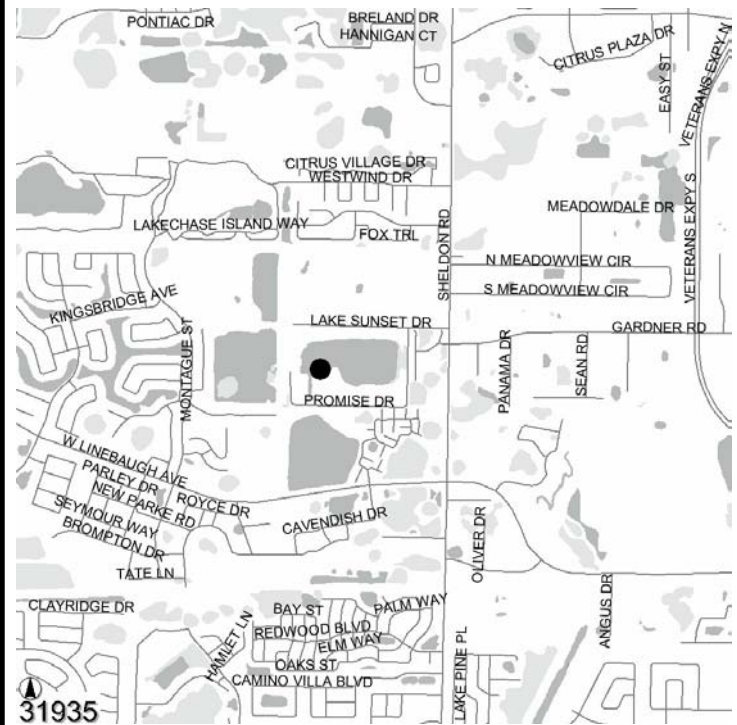 PONTIAC DR
BRELAND DR
HANNIGAN CT
CITRUS PLAZA DR
EASY ST
VETERANS EXPY N
CITRUS VILLAGE DR
WESTWIND DR
LAKECHASE ISLAND WAY
FOX TRL
SHELDON RD
MEADOWDALE DR
N MEADOWVIEW CIR
S MEADOWVIEW CIR
VETERANS EXPY S
KINGSBRIDGE AVE
MONTAGUE ST
LAKE SUNSET DR
GARDNER RD
PANAMA DR
SEAN RD
PROMISE DR
W LINEBAUGH AVE
PARLEY DR
NEW PARKE RD
ROYCE DR
SEYMOUR WAY
BROMPTON DR
CAVENDISH DR
OLIVER DR
TATE LN
CLAYRIDGE DR
HAMLET LN
BAY ST
PALM WAY
REDWOOD BLVD
ELM WAY
OAKS ST
CAMINO VILLA BLVD
LAKE PINE PL
ANGUS DR
31935